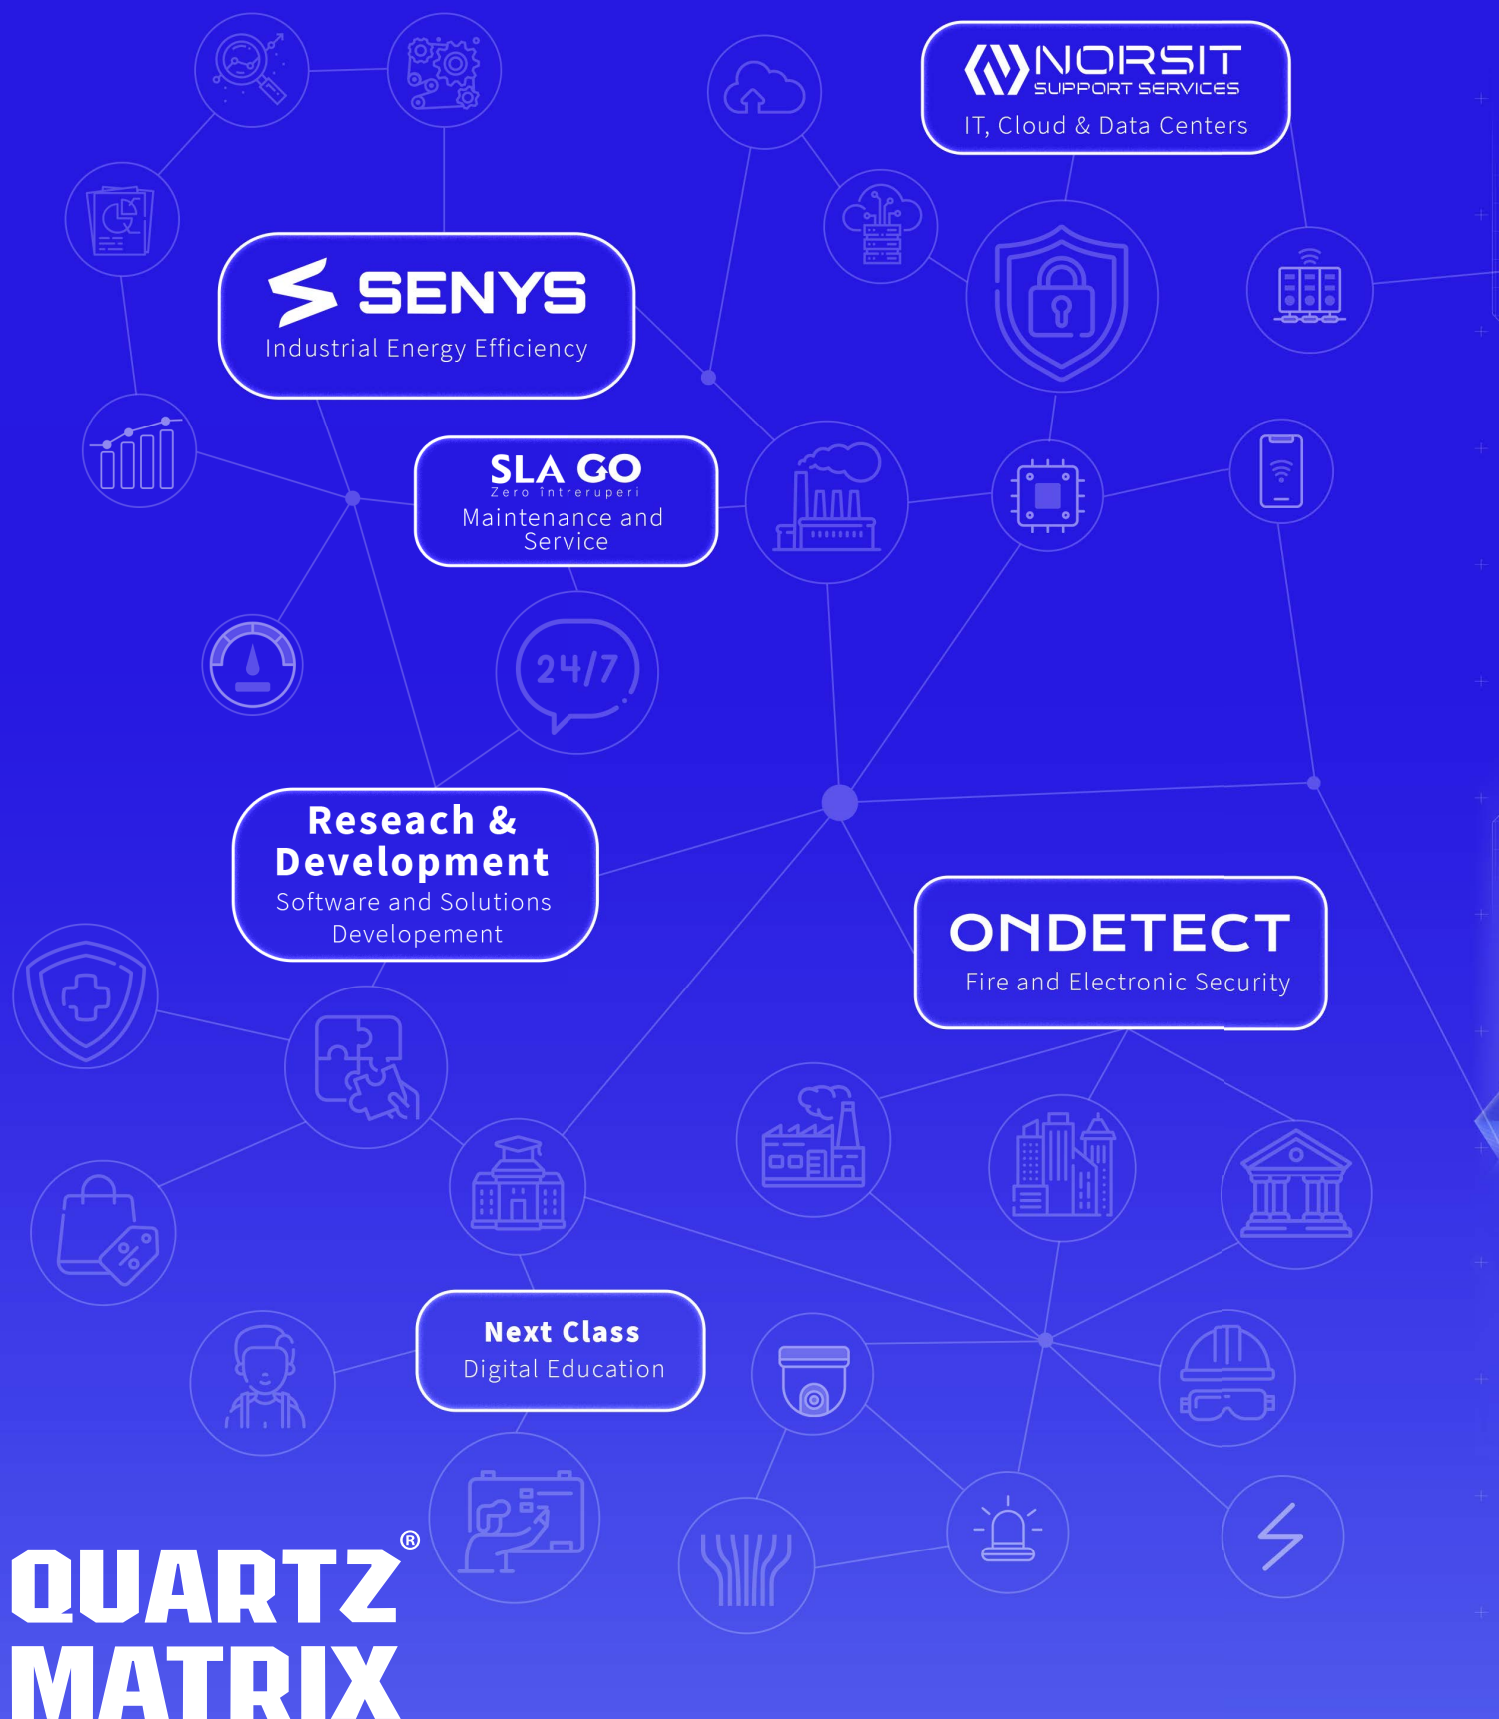 NORSIT
SUPPORT SERVICES
IT, Cloud & Data Centers
SENYS
Industrial Energy Efficiency
SLA GO
Zero întreruperi
Maintenance and
Service
24/7
Reseach &
Development
Software and Solutions
Developement
ONDETECT
Fire and Electronic Security
Next Class
Digital Education
QUARTZ®
MATRIX